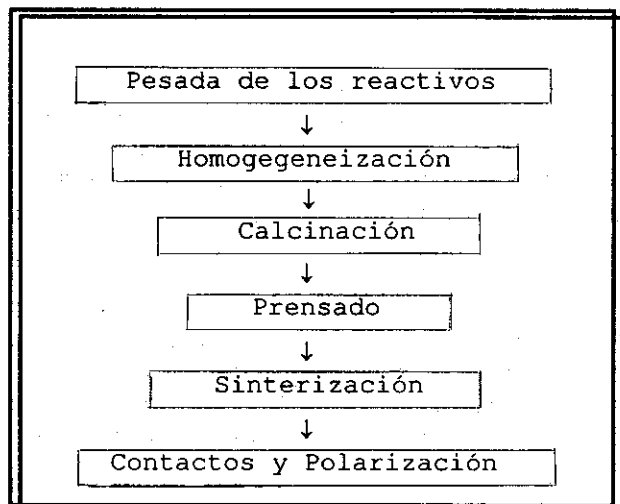 Pesada de los reactivos
↓
Homogegeneización
↓
Calcinación
↓
Prensado
↓
Sinterización
↓
Contactos y Polarización